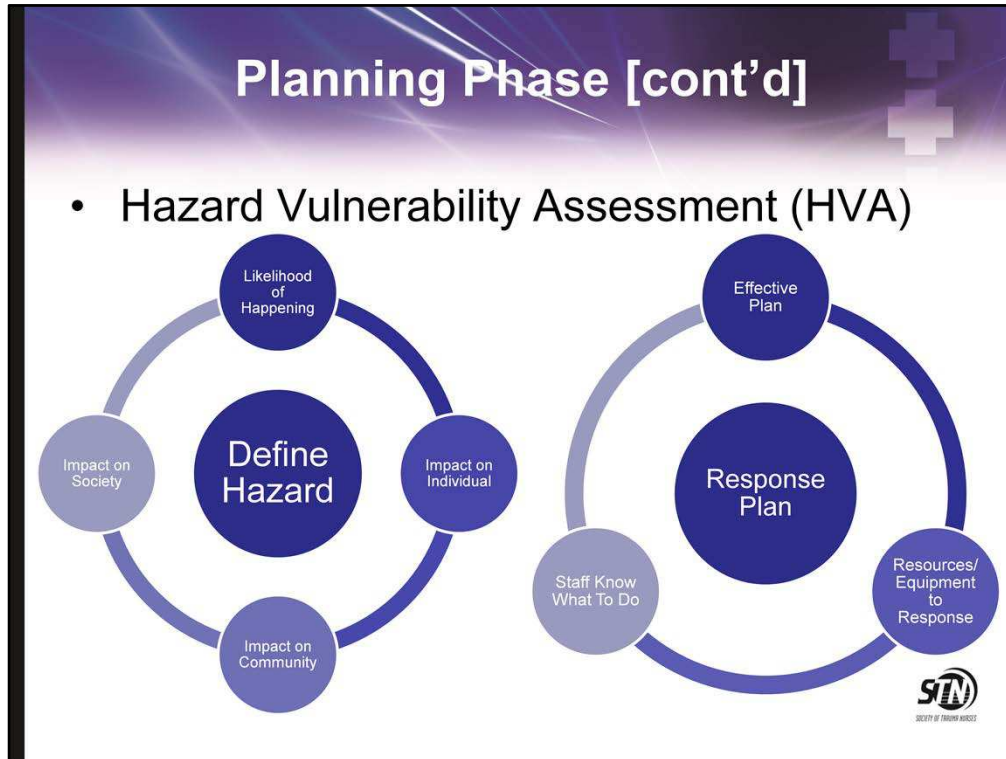 Planning Phase [cont’d]
• Hazard Vulnerability Assessment (HVA)
Likelihood
of
Happening
Impact on
Individual
Impact on
Community
Impact on
Society
Define
Hazard
Effective
Plan
Resources/
Equipment
to
Response
Staff Know
What To Do
Response
Plan
STN
SOCIETY OF TRAUMA NURSES